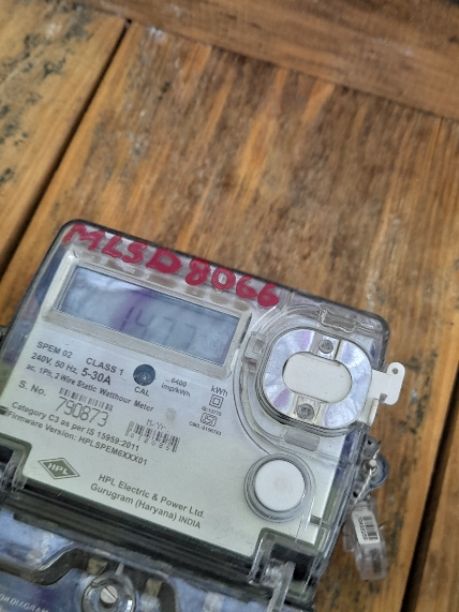 MLSD8066
SPEM 02 CLASS 1
240V, 50 Hz, 5-30A
ac, 1Ph, 2 Wire Static Watthour Meter
CAL
6400
imp/kWh
kWh
S. No. 790873
Category C3 as per IS 15959:2011
Firmware Version: HPLSPEM6XXX01
HPL
HPL Electric & Power Ltd.
Gurugram (Haryana) INDIA